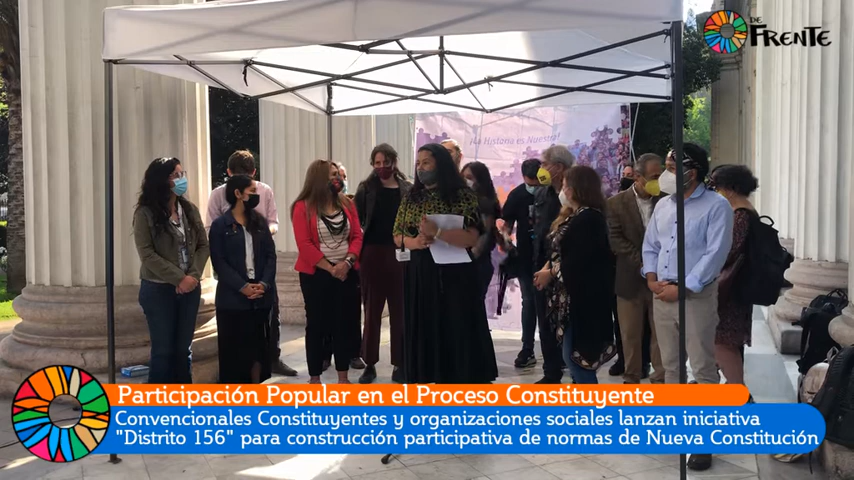 DE
FRENTE
¡La Historia es Nuestra!
Participación Popular en el Proceso Constituyente
Convencionales Constituyentes y organizaciones sociales lanzan iniciativa
"Distrito 156" para construcción participativa de normas de Nueva Constitución